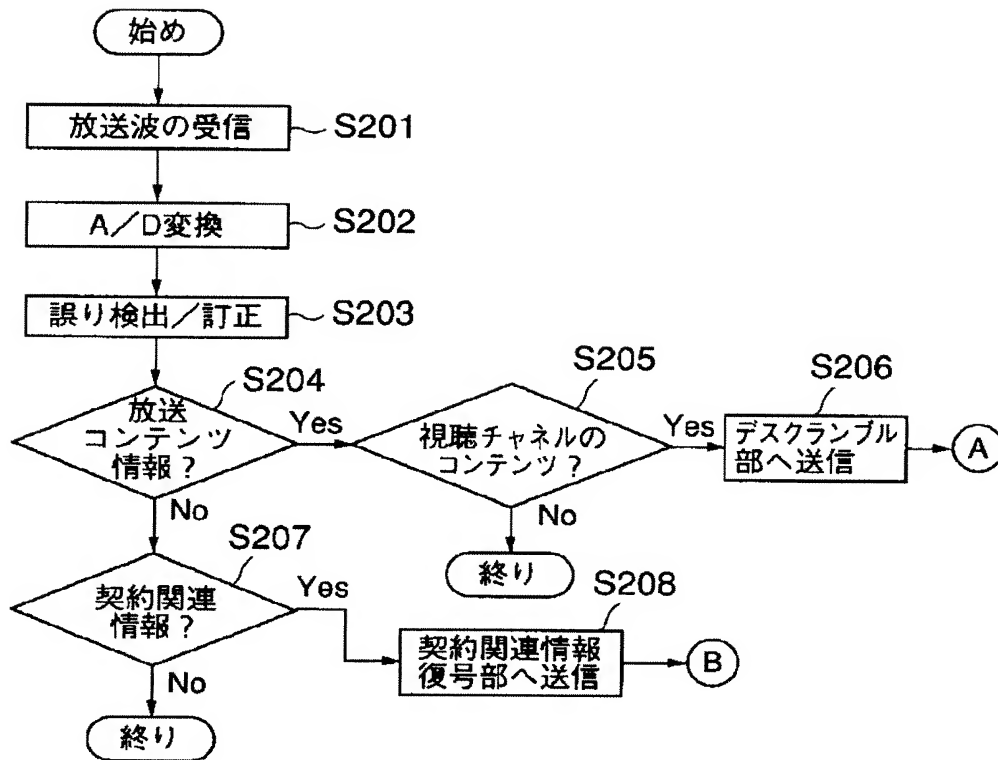 始め
放送波の受信
S201
A／D変換
S202
誤り検出／訂正
S203
放送
コンテンツ
情報？
S204
Yes
No
視聴チャネルの
コンテンツ？
S205
Yes
No
デスクランブル
部へ送信
S206
A
終り
契約関連
情報？
S207
Yes
No
契約関連情報
復号部へ送信
S208
B
終り